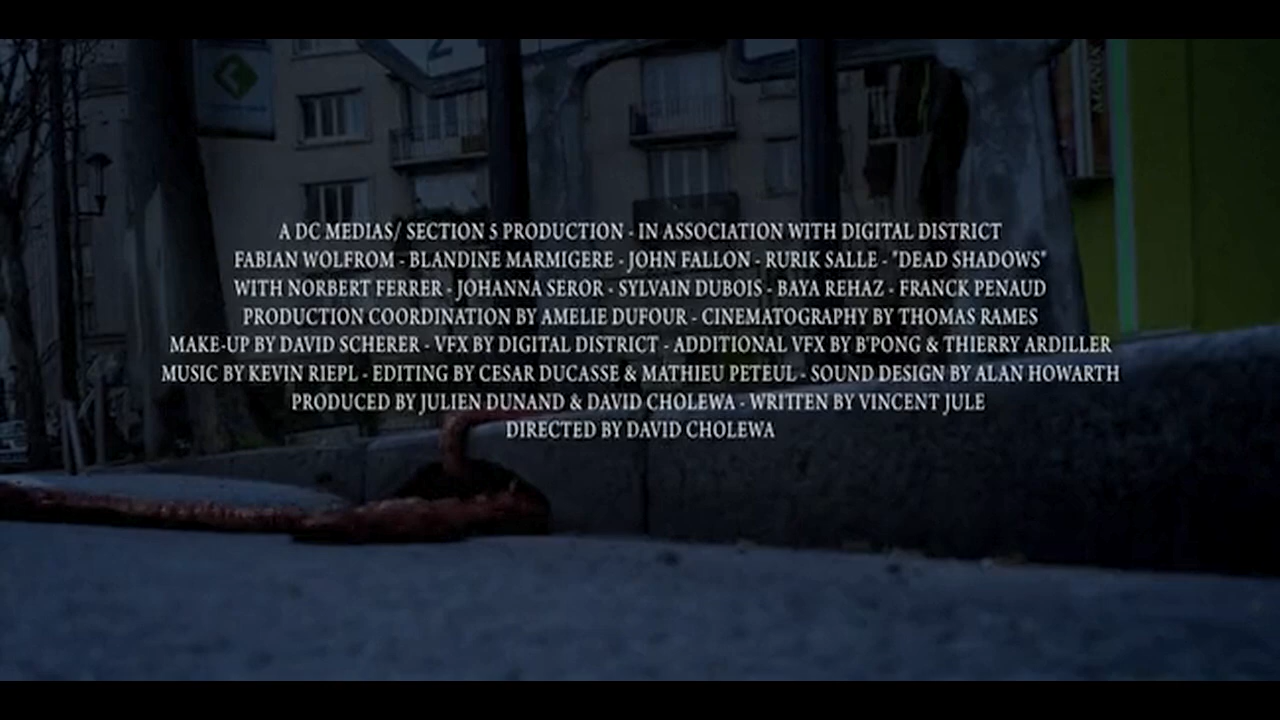 A DC MEDIAS/ SECTION 5 PRODUCTION - IN ASSOCIATION WITH DIGITAL DISTRICT
FABIAN WOLFROM - BLANDINE MARMIGERE - JOHN FALLON - RURIK SALLE - "DEAD SHADOWS"
WITH NORBERT FERRER - JOHANNA SEROR - SYLVAIN DUBOIS - BAYA REHAZ - FRANCK PENAUD
PRODUCTION COORDINATION BY AMELIE DUFOUR - CINEMATOGRAPHY BY THOMAS RAMES
MAKE-UP BY DAVID SCHERER - VFX BY DIGITAL DISTRICT - ADDITIONAL VFX BY B'PONG & THIERRY ARDILLER
MUSIC BY KEVIN RIEPL - EDITING BY CESAR DUCASSE & MATHIEU PETEUL - SOUND DESIGN BY ALAN HOWARTH
PRODUCED BY JULIEN DUNAND & DAVID CHOLEWA - WRITTEN BY VINCENT JULE
DIRECTED BY DAVID CHOLEWA